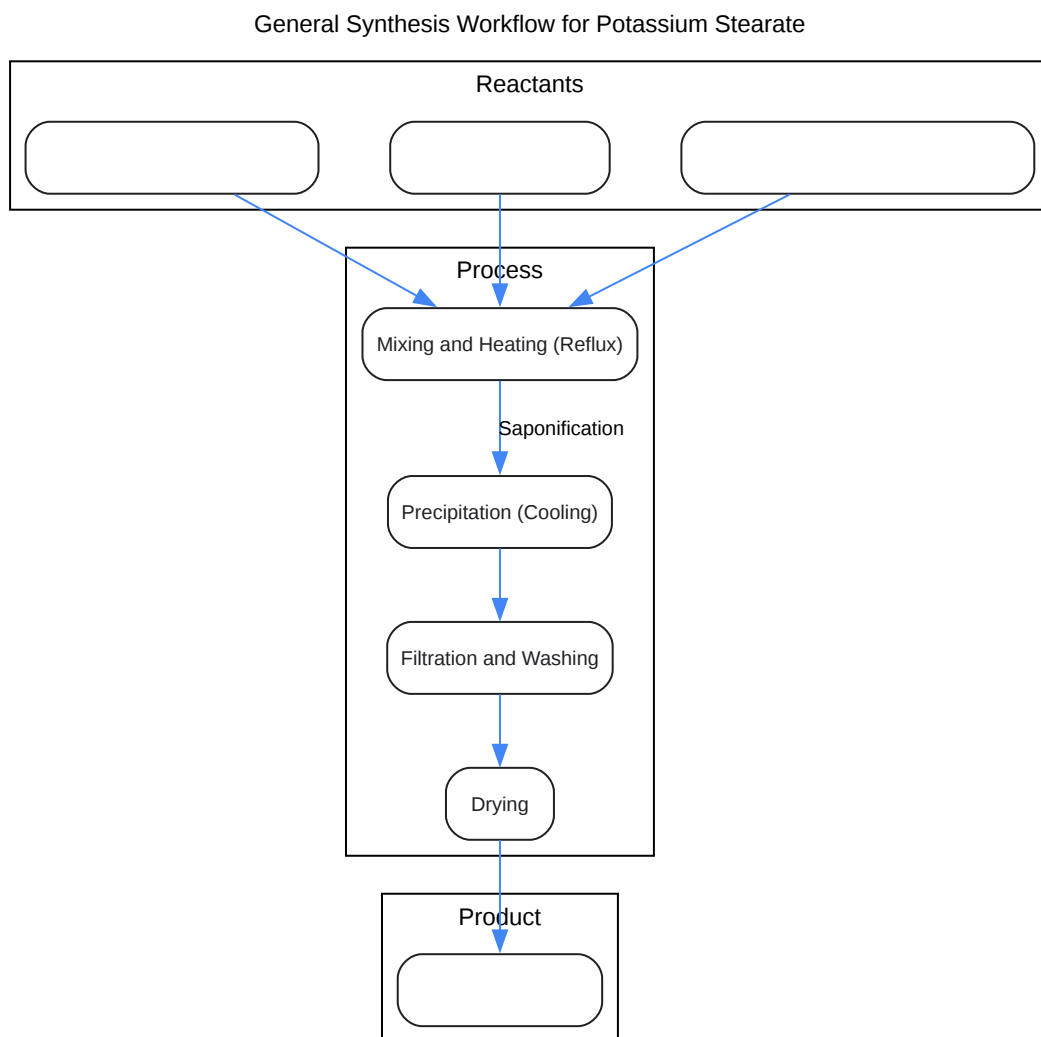 General Synthesis Workflow for Potassium Stearate
Reactants
Process
Mixing and Heating (Reflux)
Saponification
Precipitation (Cooling)
Filtration and Washing
Drying
Product